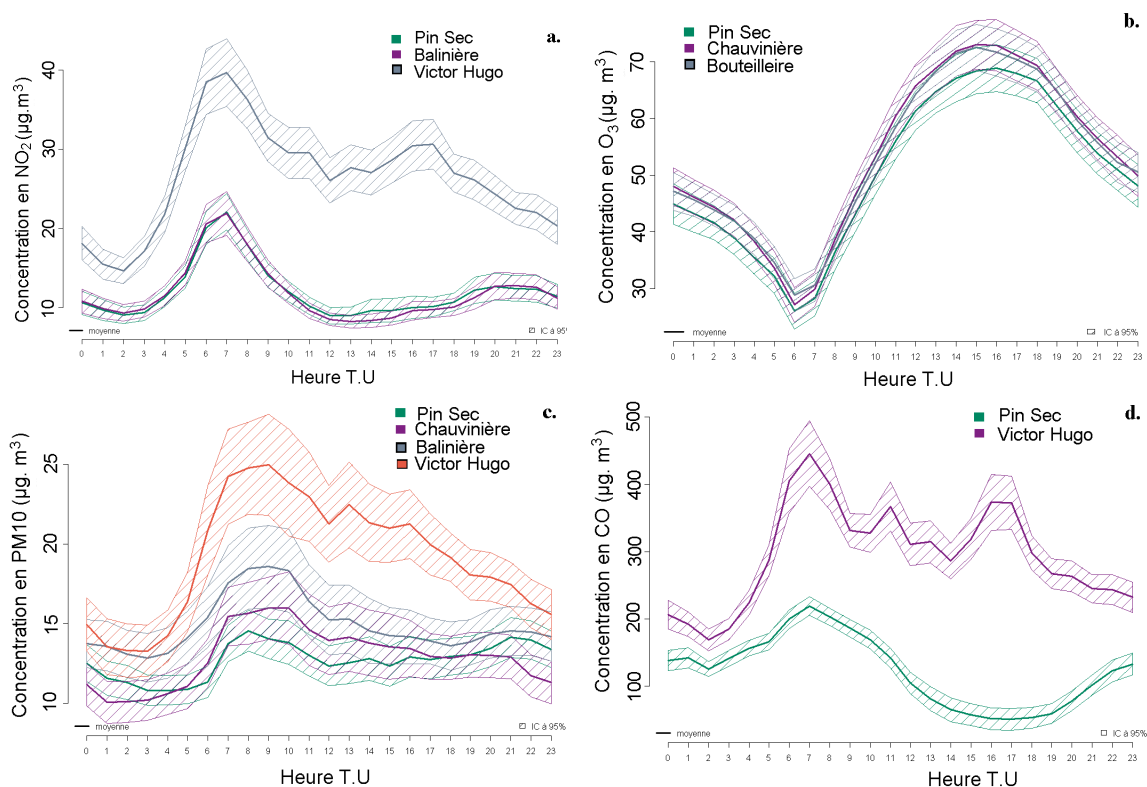 a.
Pin Sec
Balinière
Victor Hugo
Concentration en NO2 (µg.m3)
40
30
20
10
moyenne
IC à 95%
0 1 2 3 4 5 6 7 8 9 10 11 12 13 14 15 16 17 18 19 20 21 22 23
Heure T.U
b.
Pin Sec
Chauvinière
Bouteilleire
Concentration en O3 (µg. m3)
70
60
50
40
30
moyenne
IC à 95%
0 1 2 3 4 5 6 7 8 9 10 11 12 13 14 15 16 17 18 19 20 21 22 23
Heure T.U
c.
Pin Sec
Chauvinière
Balinière
Victor Hugo
Concentration en PM10 (µg. m3)
25
20
15
10
moyenne
IC à 95%
0 1 2 3 4 5 6 7 8 9 10 11 12 13 14 15 16 17 18 19 20 21 22 23
Heure T.U
d.
Pin Sec
Victor Hugo
Concentration en CO (µg. m3)
500
400
300
200
100
moyenne
IC à 95%
0 1 2 3 4 5 6 7 8 9 10 11 12 13 14 15 16 17 18 19 20 21 22 23
Heure T.U